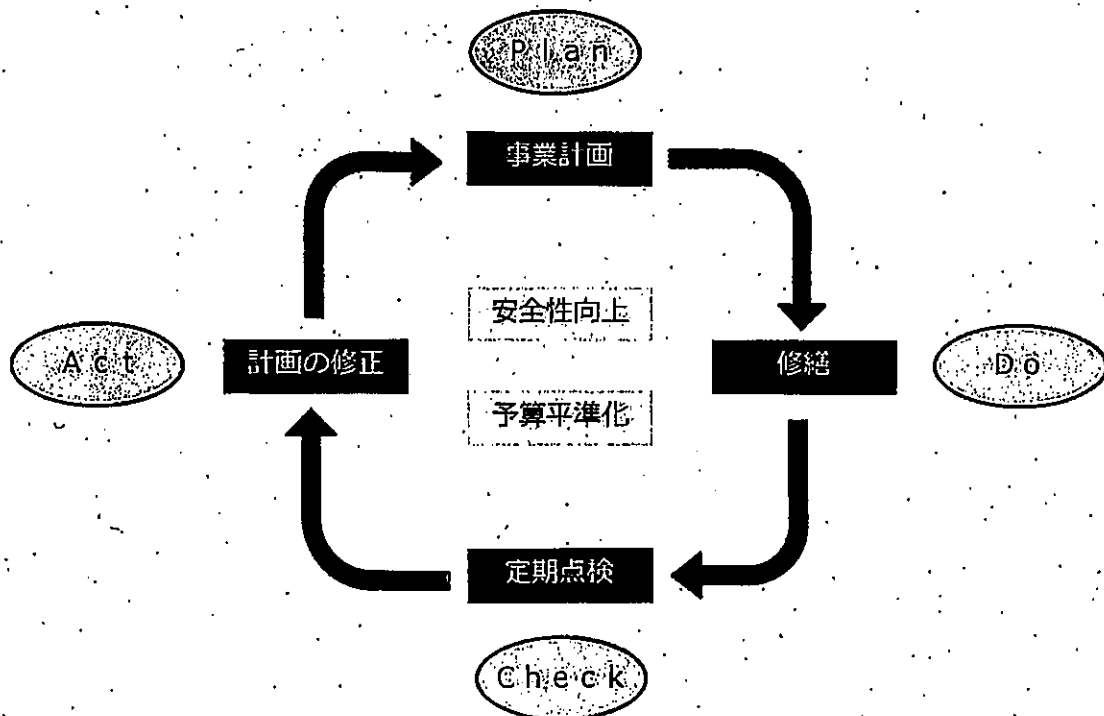 Plan
事業計画
安全性向上
Act
計画の修正
修繕
Do
予算平準化
定期点検
Check